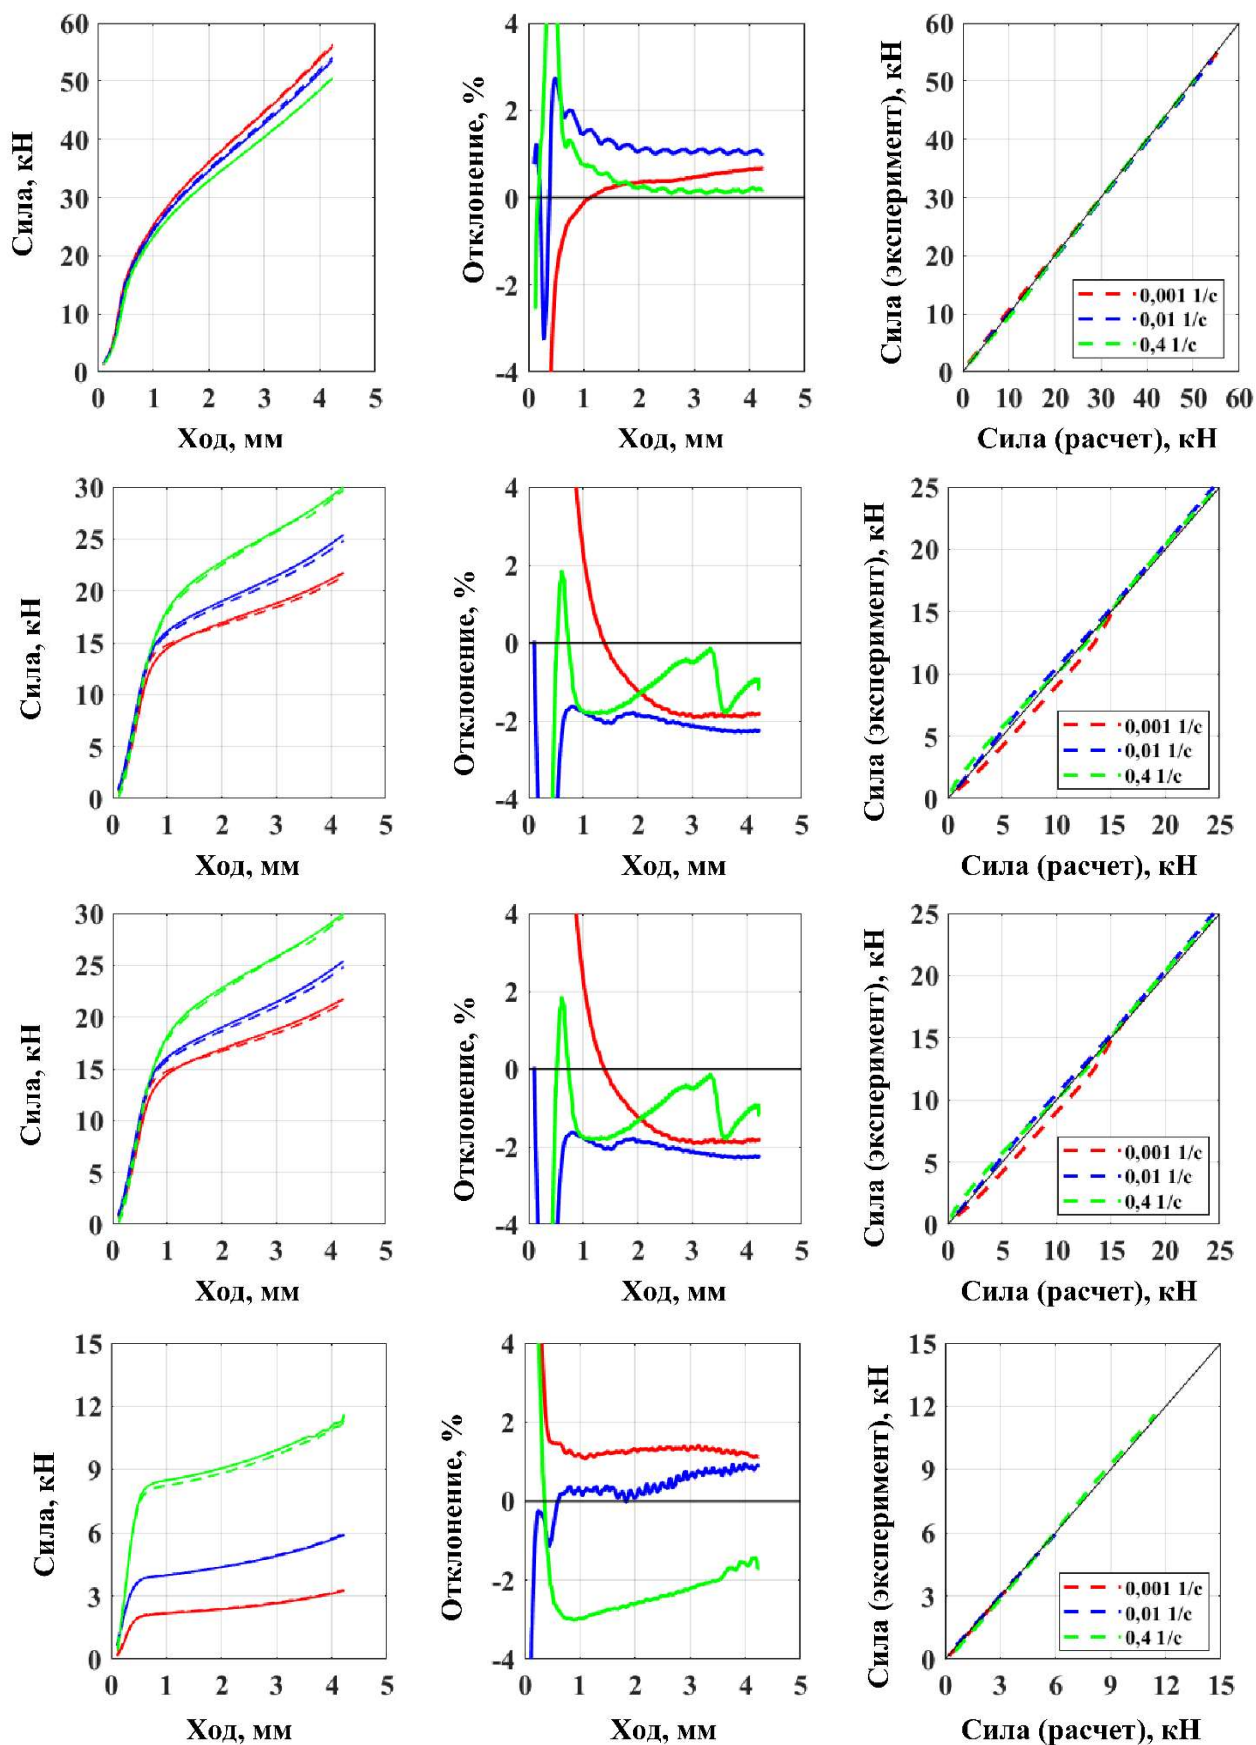 60
50
40
30
20
10
0
0 1 2 3 4 5
Сила, кН
Ход, мм
4
2
0
-2
-4
0 1 2 3 4 5
Отклонение, %
Ход, мм
60
50
40
30
20
10
0
0 10 20 30 40 50 60
Сила (эксперимент), кН
Сила (расчет), кН
0,001 1/с
0,01 1/с
0,4 1/с
30
25
20
15
10
5
0
0 1 2 3 4 5
Сила, кН
Ход, мм
4
2
0
-2
-4
0 1 2 3 4 5
Отклонение, %
Ход, мм
25
20
15
10
5
0
0 5 10 15 20 25
Сила (эксперимент), кН
Сила (расчет), кН
0,001 1/с
0,01 1/с
0,4 1/с
30
25
20
15
10
5
0
0 1 2 3 4 5
Сила, кН
Ход, мм
4
2
0
-2
-4
0 1 2 3 4 5
Отклонение, %
Ход, мм
25
20
15
10
5
0
0 5 10 15 20 25
Сила (эксперимент), кН
Сила (расчет), кН
0,001 1/с
0,01 1/с
0,4 1/с
15
12
9
6
3
0
0 1 2 3 4 5
Сила, кН
Ход, мм
4
2
0
-2
-4
0 1 2 3 4 5
Отклонение, %
Ход, мм
15
12
9
6
3
0
0 3 6 9 12 15
Сила (эксперимент), кН
Сила (расчет), кН
0,001 1/с
0,01 1/с
0,4 1/с